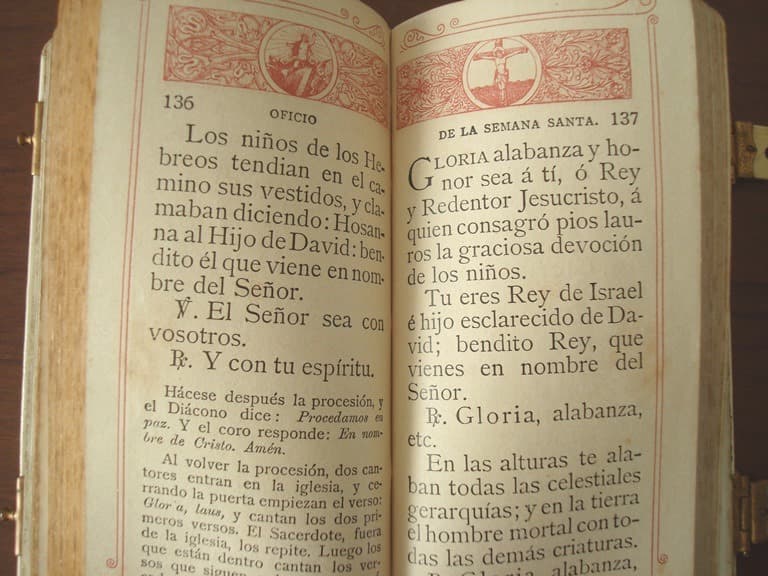 136
OFICIO
Los niños de los He-
breos tendian en el ca-
mino sus vestidos, y cla-
maban diciendo: Hosan-
na al Hijo de David: ben-
dito él que viene en nom-
bre del Señor.
℣. El Señor sea con
vosotros.
℟. Y con tu espíritu.
Hácese después la procesión, y
el Diácono dice: Procedamos en
paz. Y el coro responde: En nom-
bre de Cristo. Amén.
Al volver la procesión, dos can-
tores entran en la iglesia, y ce-
rrando la puerta empiezan el verso:
Glor a, laus, y cantan los dos pri-
meros versos. El Sacerdote, fuera
de la iglesia, los repite. Luego los
que están dentro cantan los ver-
sos que siguen
DE LA SEMANA SANTA. 137
GLORIA alabanza y ho-
nor sea á tí, ó Rey
y Redentor Jesucristo, á
quien consagró pios lau-
ros la graciosa devoción
de los niños.
Tu eres Rey de Israel
é hijo esclarecido de Da-
vid; bendito Rey, que
vienes en nombre del
Señor.
℟. Gloria, alabanza,
etc.
En las alturas te ala-
ban todas las celestiales
gerarquías; y en la tierra
el hombre mortal con to-
das las demás criaturas.
℟. Gloria, alabanza,